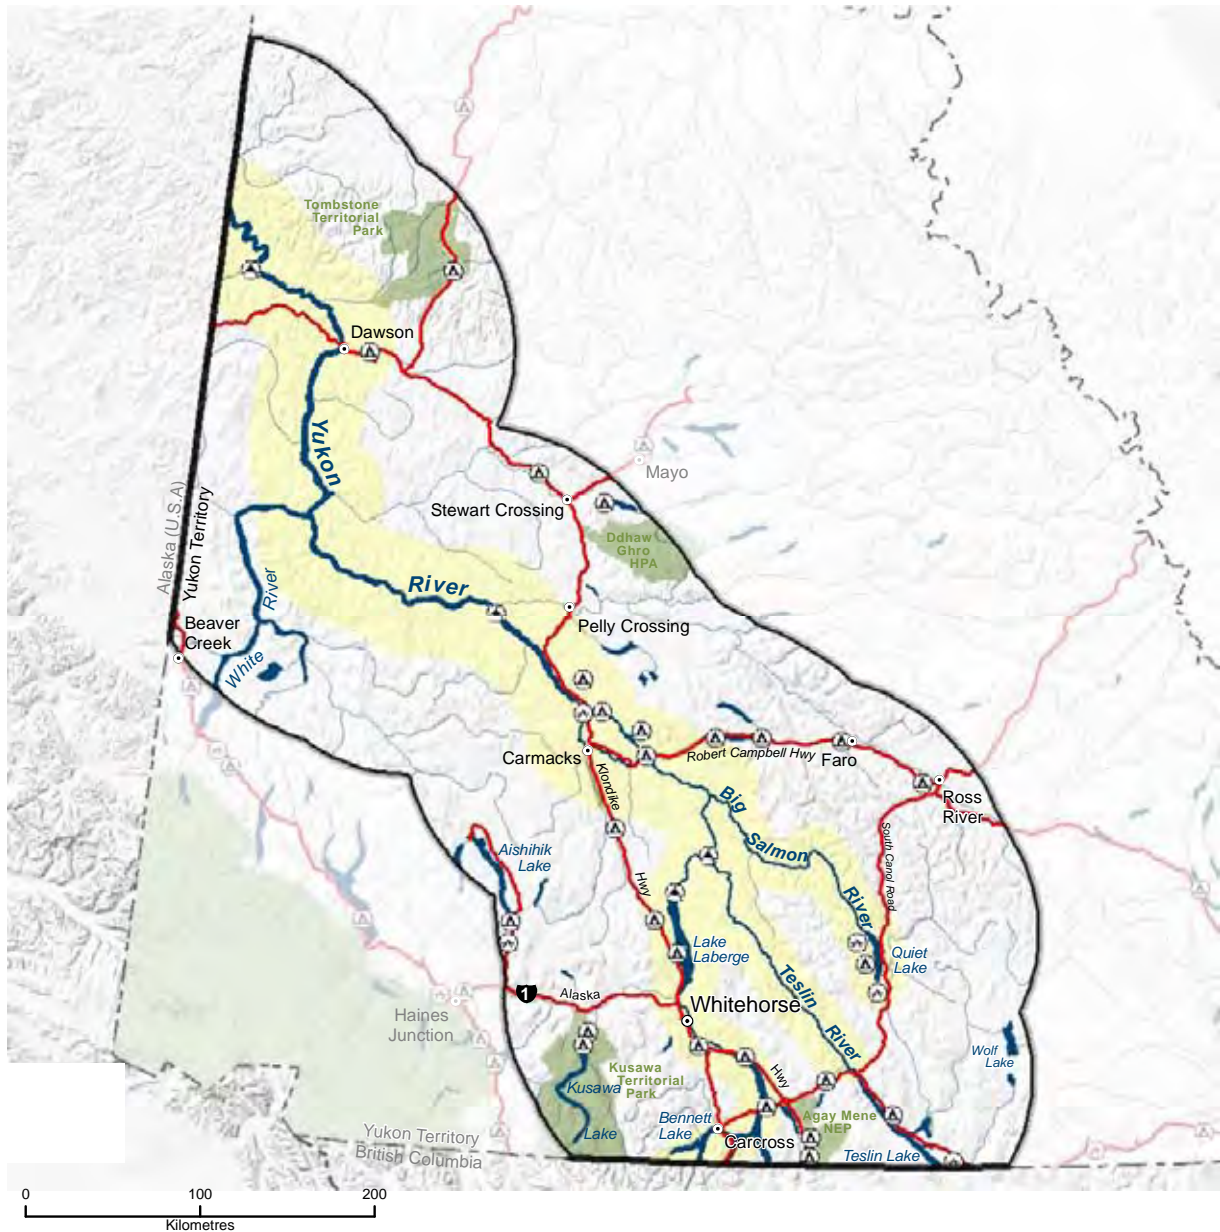 Tombstone
Territorial
Park
Dawson
Yukon
Mayo
Stewart Crossing
Alaska (U.S.A)
Yukon Territory
Ddhaw
Ghro
HPA
River
River
Beaver
Creek
Pelly Crossing
White
Carmacks
Robert Campbell Hwy
Faro
Klondike
Big
Ross
River
Salmon
South Canol Road
Aishihik
Lake
Hwy
River
Lake
Laberge
Quiet
Lake
Teslin
1
Alaska
Whitehorse
Haines
Junction
River
Wolf
Lake
Kusawa
Territorial
Park
Hwy
Kusawa
Lake
Bennett
Lake
Agay Mene
NEP
Carcross
Yukon Territory
British Columbia
Teslin Lake
0 100 200
Kilometres